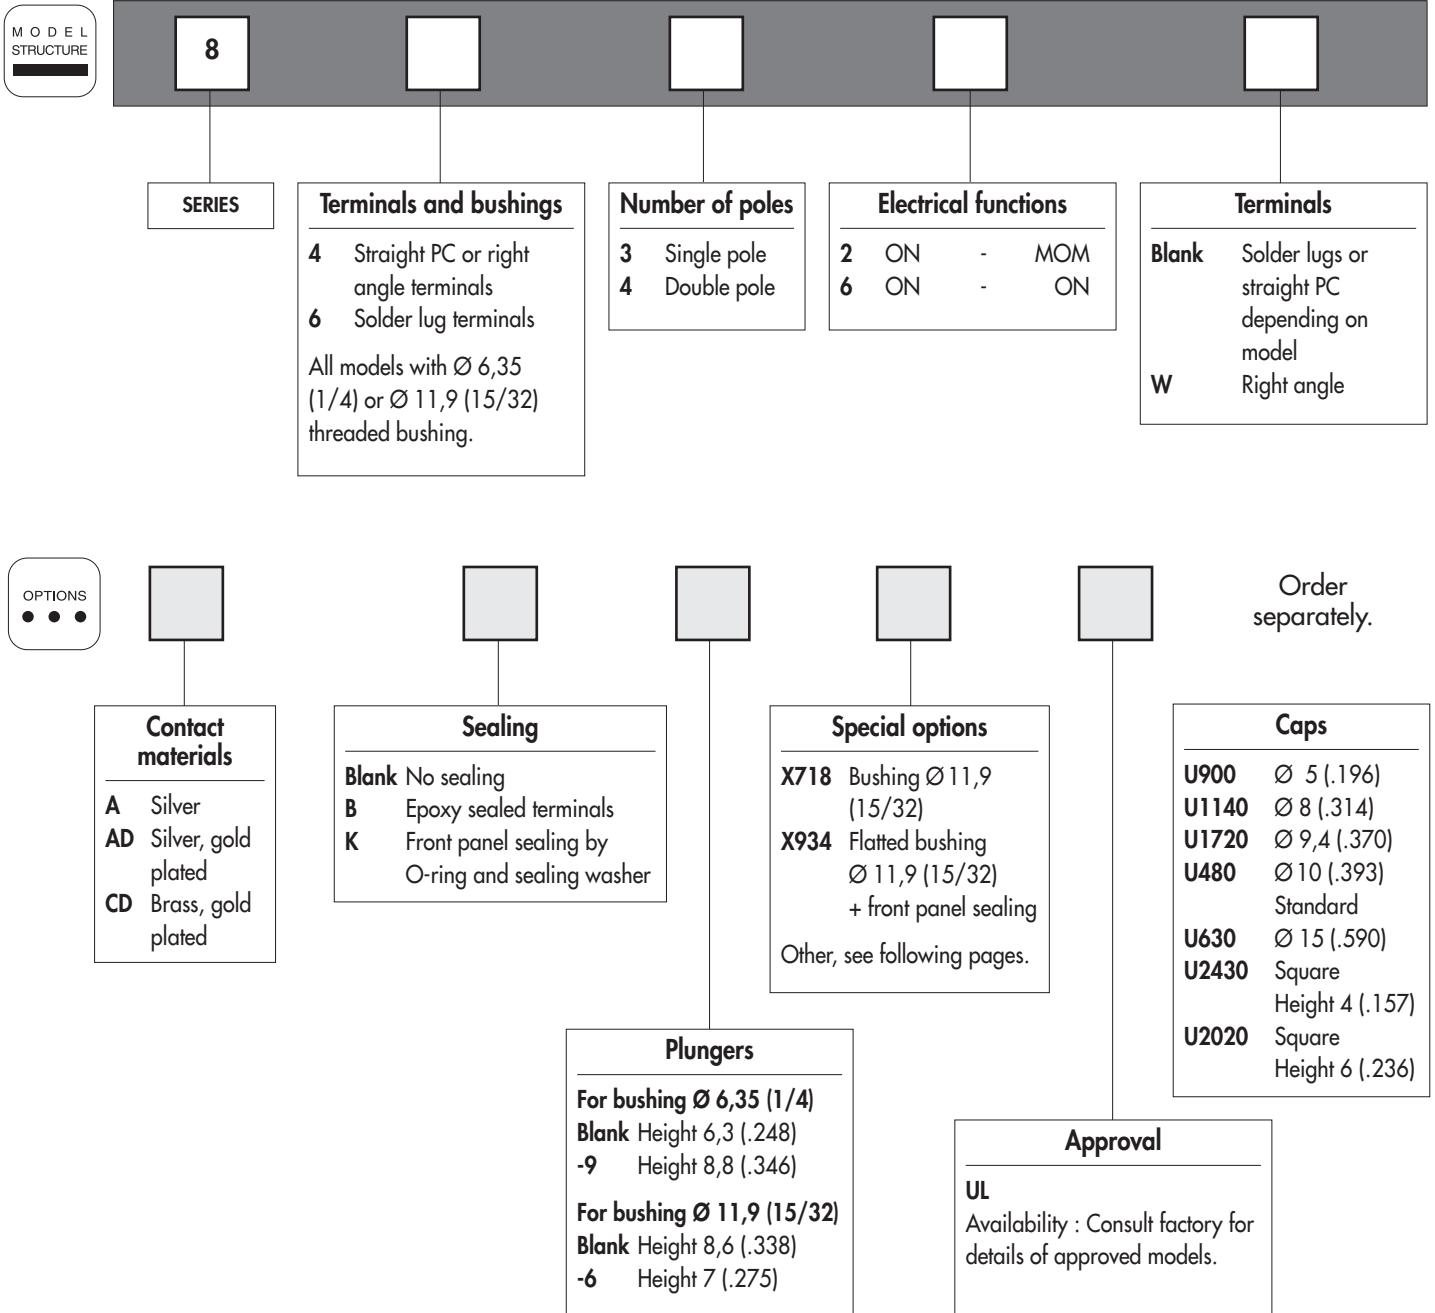 MODEL
STRUCTURE
8
SERIES
Terminals and bushings
4 Straight PC or right
angle terminals
6 Solder lug terminals
All models with Ø 6,35
(1/4) or Ø 11,9 (15/32)
threaded bushing.
Number of poles
3 Single pole
4 Double pole
Electrical functions
2 ON - MOM
6 ON - ON
Terminals
Blank Solder lugs or
straight PC
depending on
model
W Right angle
OPTIONS
Order
separately.
Contact
materials
A Silver
AD Silver, gold
plated
CD Brass, gold
plated
Sealing
Blank No sealing
B Epoxy sealed terminals
K Front panel sealing by
O-ring and sealing washer
Plungers
For bushing Ø 6,35 (1/4)
Blank Height 6,3 (.248)
-9 Height 8,8 (.346)
For bushing Ø 11,9 (15/32)
Blank Height 8,6 (.338)
-6 Height 7 (.275)
Special options
X718 Bushing Ø 11,9
(15/32)
X934 Flatted bushing
Ø 11,9 (15/32)
+ front panel sealing
Other, see following pages.
Approval
UL
Availability : Consult factory for
details of approved models.
Caps
U900 Ø 5 (.196)
U1140 Ø 8 (.314)
U1720 Ø 9,4 (.370)
U480 Ø 10 (.393)
Standard
U630 Ø 15 (.590)
U2430 Square
Height 4 (.157)
U2020 Square
Height 6 (.236)